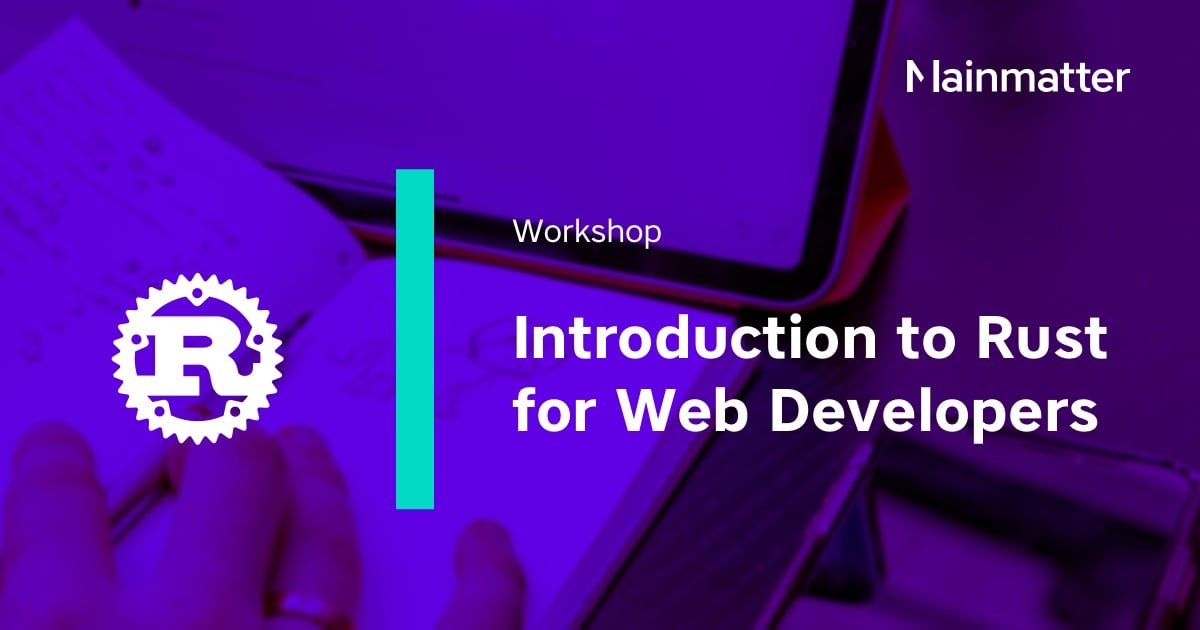 Mainmatter
Workshop
Introduction to Rust
for Web Developers
R